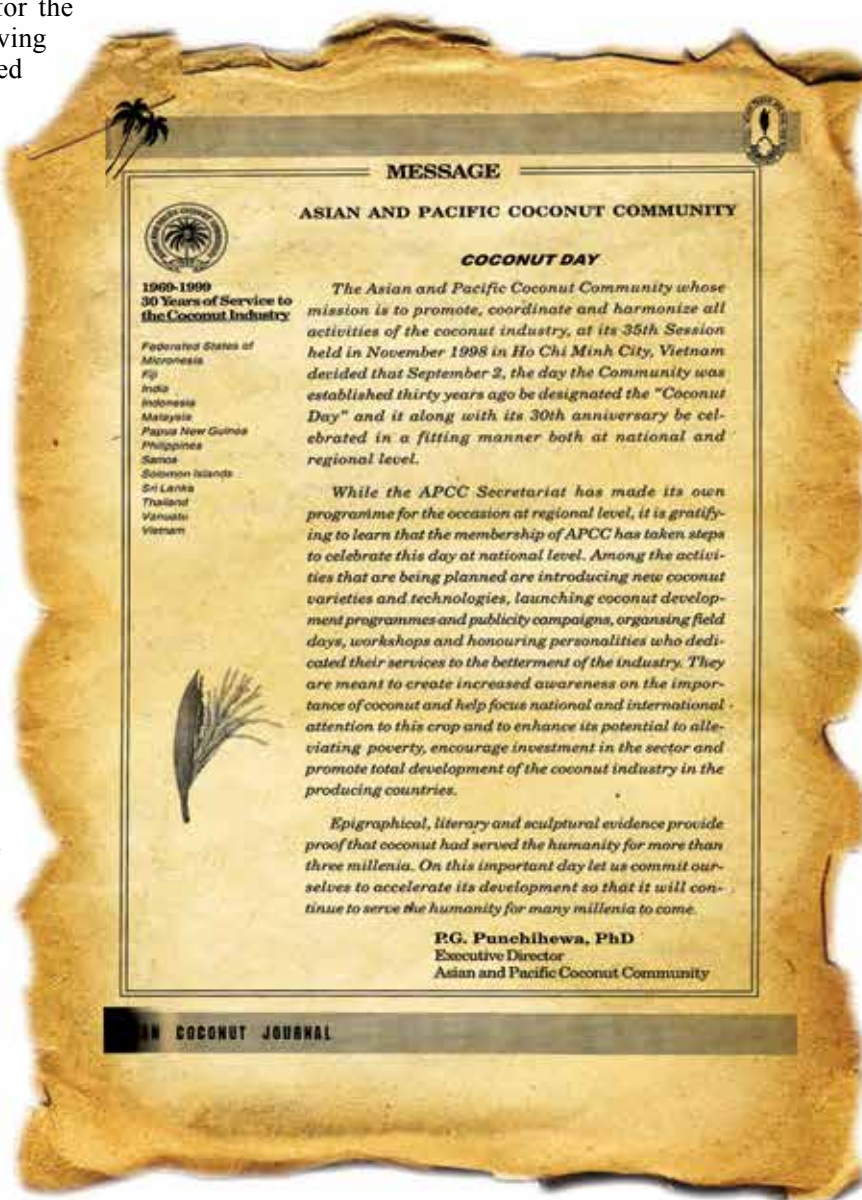 for the
ving
ed
MESSAGE
ASIAN AND PACIFIC COCONUT COMMUNITY
1969-1999
30 Years of Service to
the Coconut Industry
Federated States of
Micronesia
Fiji
India
Indonesia
Malaysia
Papua New Guinea
Philippines
Samoa
Solomon Islands
Sri Lanka
Thailand
Vanuatu
Vietnam
COCONUT DAY
The Asian and Pacific Coconut Community whose
mission is to promote, coordinate and harmonize all
activities of the coconut industry, at its 35th Session
held in November 1998 in Ho Chi Minh City, Vietnam
decided that September 2, the day the Community was
established thirty years ago be designated the "Coconut
Day" and it along with its 30th anniversary be cel-
ebrated in a fitting manner both at national and
regional level.
While the APCC Secretariat has made its own
programme for the occasion at regional level, it is gratify-
ing to learn that the membership of APCC has taken steps
to celebrate this day at national level. Among the activi-
ties that are being planned are introducing new coconut
varieties and technologies, launching coconut develop-
ment programmes and publicity campaigns, organsing field
days, workshops and honouring personalities who dedi-
cated their services to the betterment of the industry. They
are meant to create increased awareness on the impor-
tance of coconut and help focus national and international
attention to this crop and to enhance its potential to alle-
viating poverty, encourage investment in the sector and
promote total development of the coconut industry in the
producing countries.
Epigraphical, literary and sculptural evidence provide
proof that coconut had served the humanity for more than
three millenia. On this important day let us commit our-
selves to accelerate its development so that it will con-
tinue to serve the humanity for many millenia to come.
P.G. Punchihewa, PhD
Executive Director
Asian and Pacific Coconut Community
AN COCONUT JOURNAL